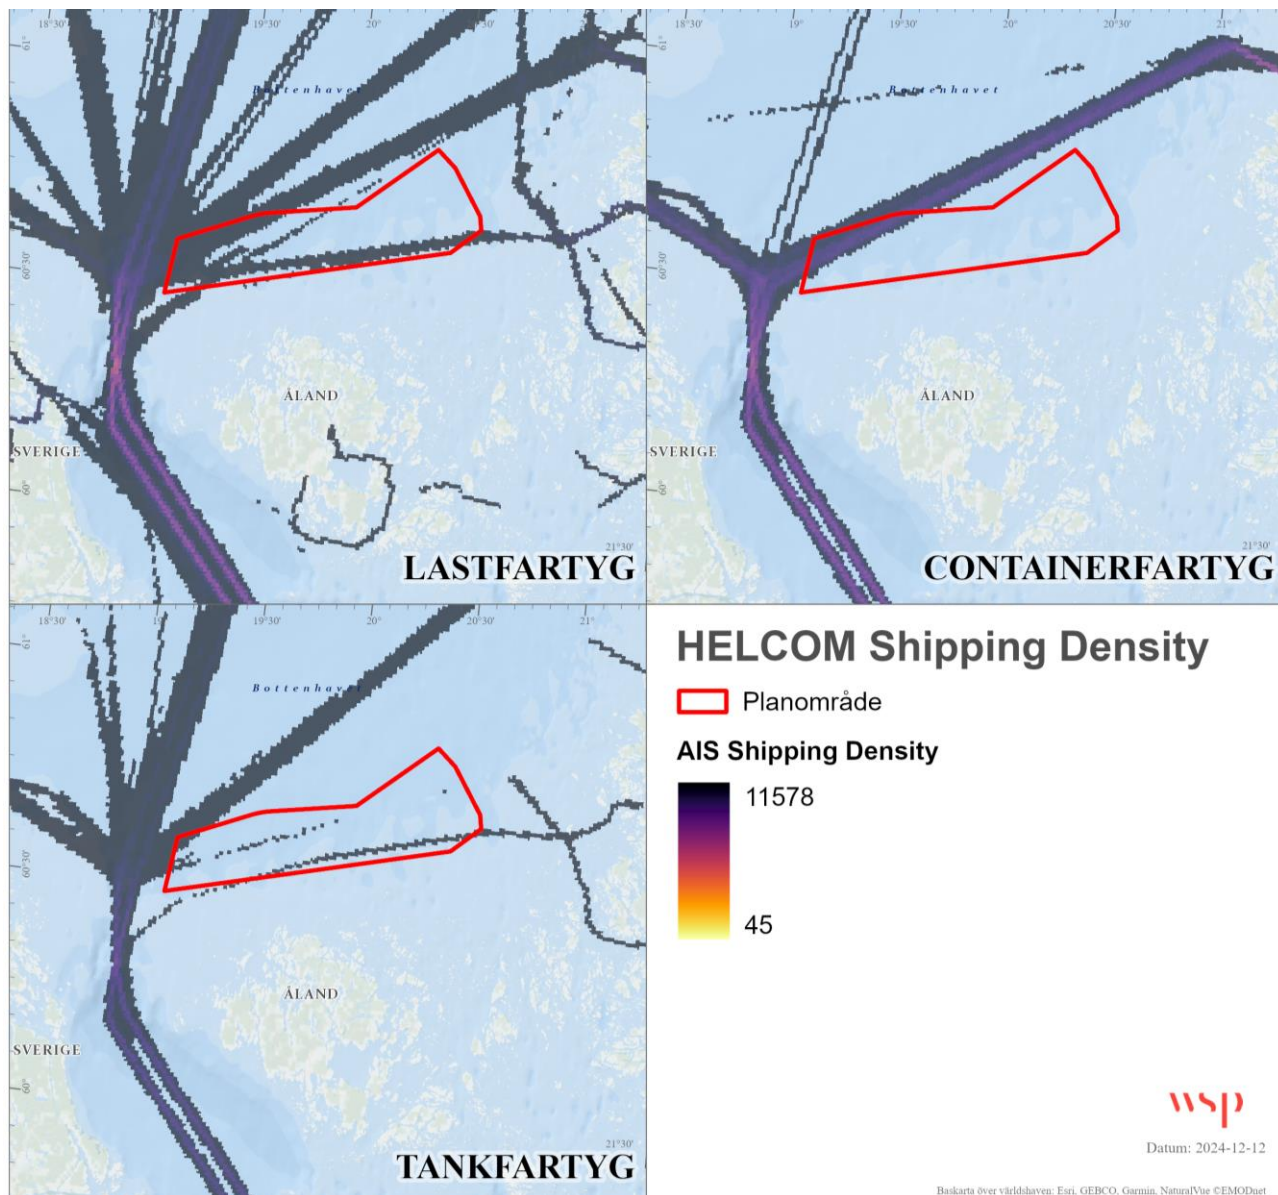 18°30' 19°30' 20° 20°30' 21°
61°
Bottenhavet
60°30'
ÅLAND
SVERIGE
60°
21°30'
LASTFARTYG
18°30' 19° 19°30' 20° 20°30' 21°
61°
Bottenhavet
60°30'
ÅLAND
SVERIGE
60°
21°30'
CONTAINERFARTYG
18°30' 19°30' 20° 20°30' 21°
61°
Bottenhavet
60°30'
ÅLAND
SVERIGE
60°
21°30'
TANKFARTYG
HELCOM Shipping Density
Planområde
AIS Shipping Density
11578
45
wsp
Datum: 2024-12-12
Baskarta över världshaven: Esri, GEBCO, Garmin, NaturalVue ©EMODnet